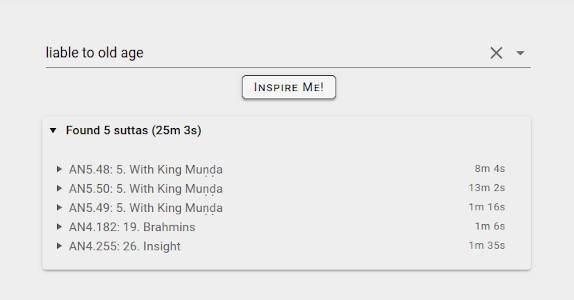 liable to old age
Inspire Me!
Found 5 suttas (25m 3s)
AN5.48: 5. With King Muṇḍa 8m 4s
AN5.50: 5. With King Muṇḍa 13m 2s
AN5.49: 5. With King Muṇḍa 1m 16s
AN4.182: 19. Brahmins 1m 6s
AN4.255: 26. Insight 1m 35s